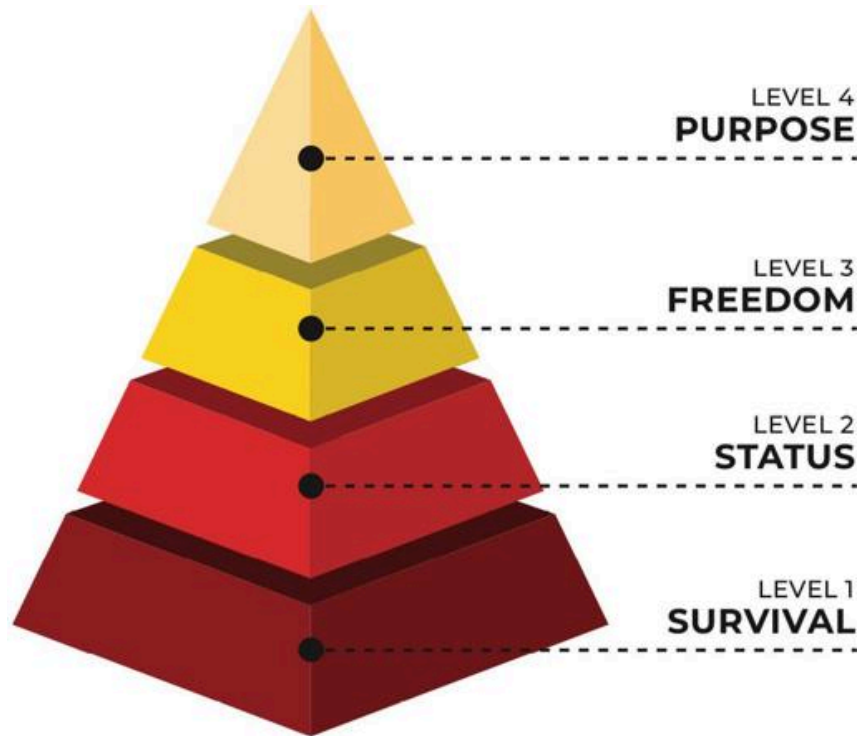 LEVEL 4
PURPOSE
LEVEL 3
FREEDOM
LEVEL 2
STATUS
LEVEL 1
SURVIVAL